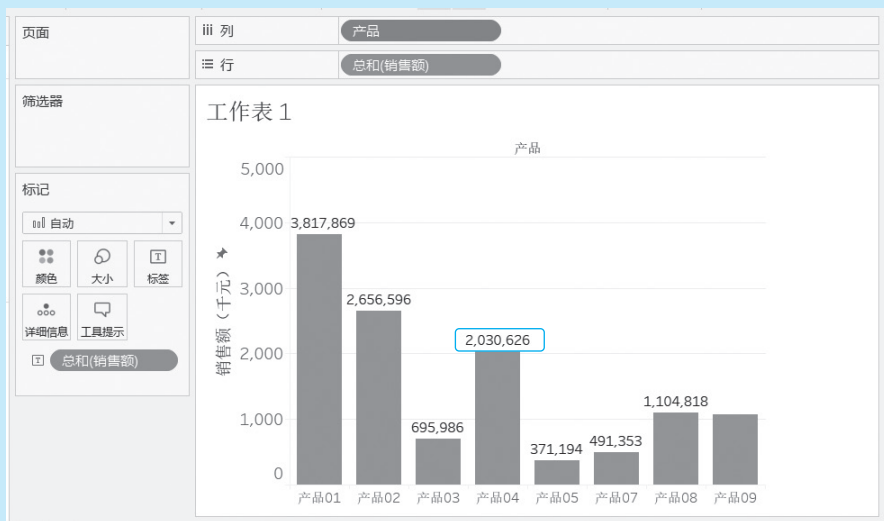 页面
列
产品
行
总和(销售额)
筛选器
标记
自动
颜色
大小
标签
详细信息
工具提示
总和(销售额)
工作表 1
产品
销售额（千元）
5,000
4,000
3,000
2,000
1,000
0
3,817,869
2,656,596
695,986
2,030,626
371,194
491,353
1,104,818
产品01 产品02 产品03 产品04 产品05 产品07 产品08 产品09